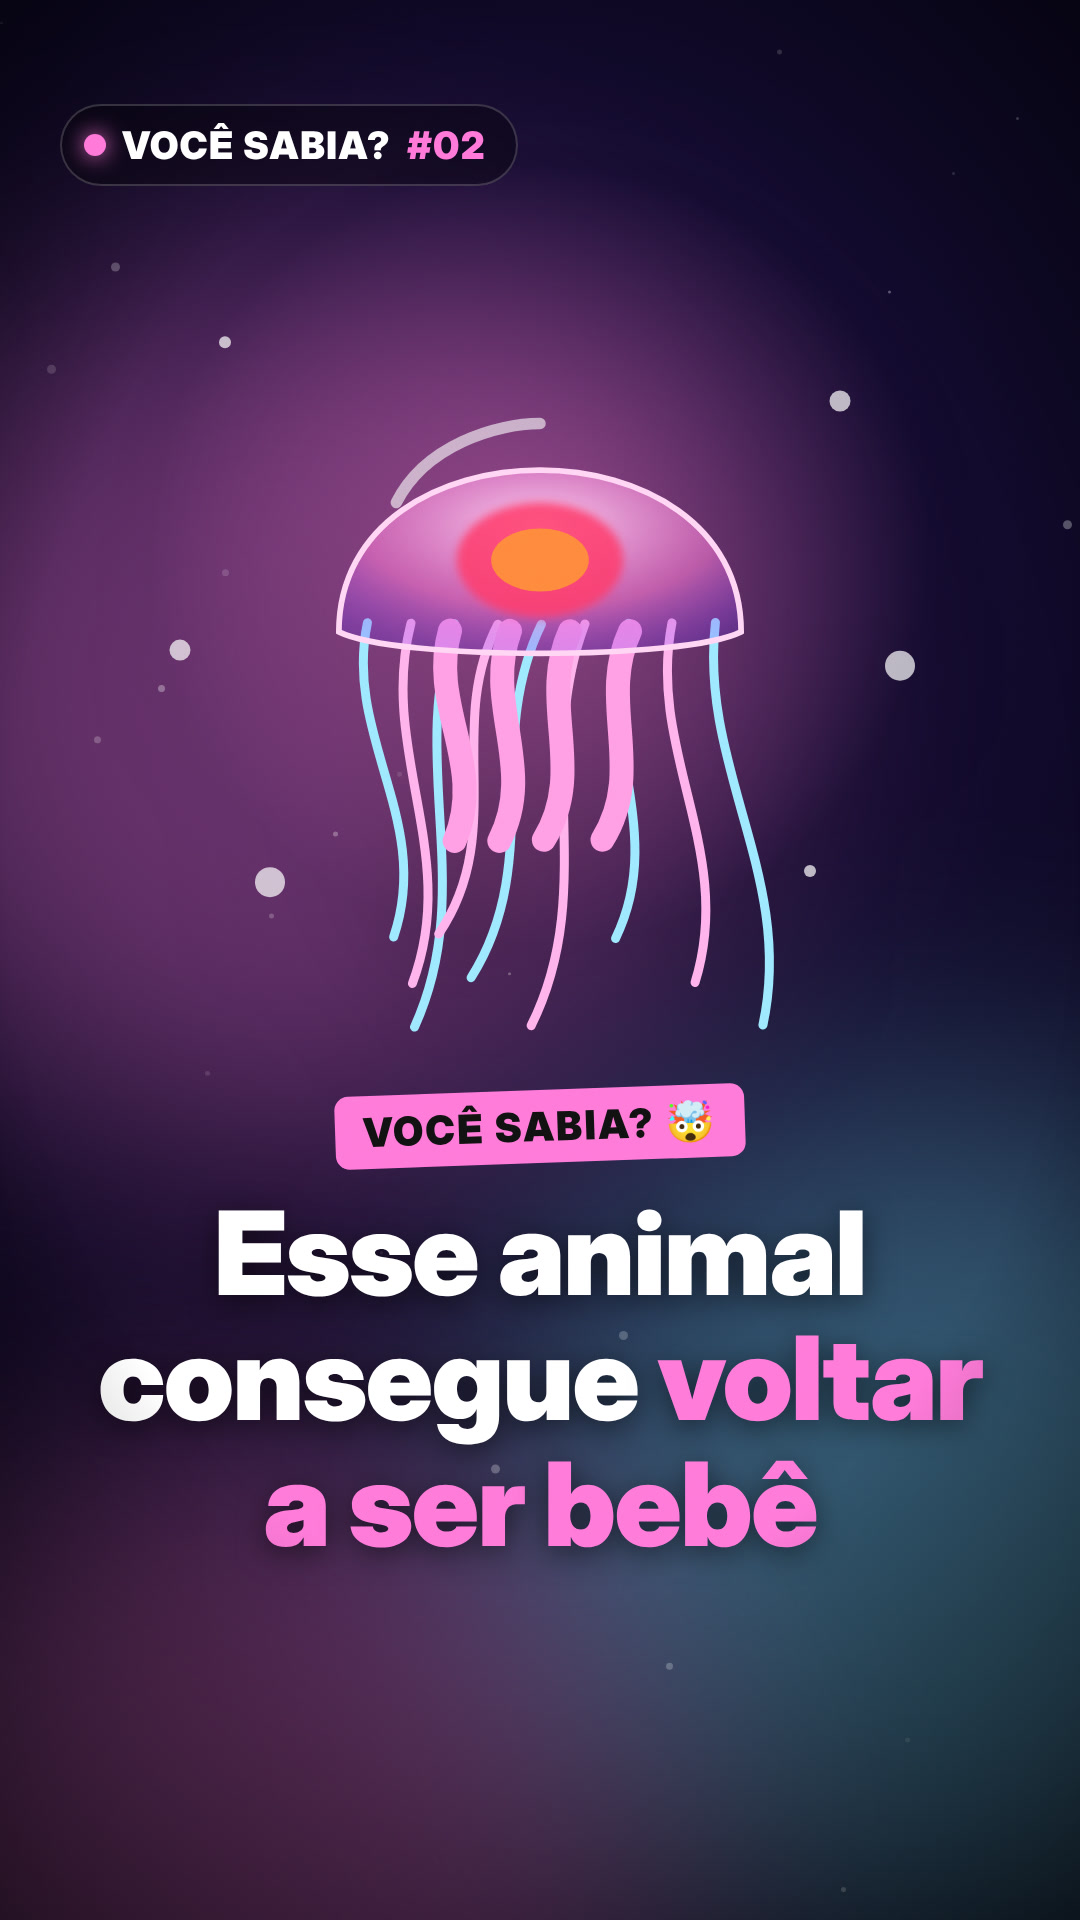 VOCÊ SABIA? #02
VOCÊ SABIA? 🤯
Esse animal
consegue voltar
a ser bebê